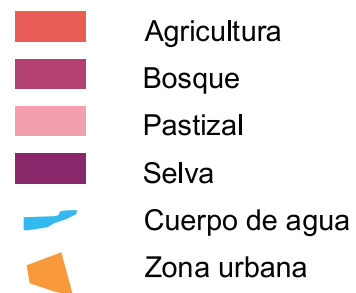 Agricultura
Bosque
Pastizal
Selva
Cuerpo de agua
Zona urbana